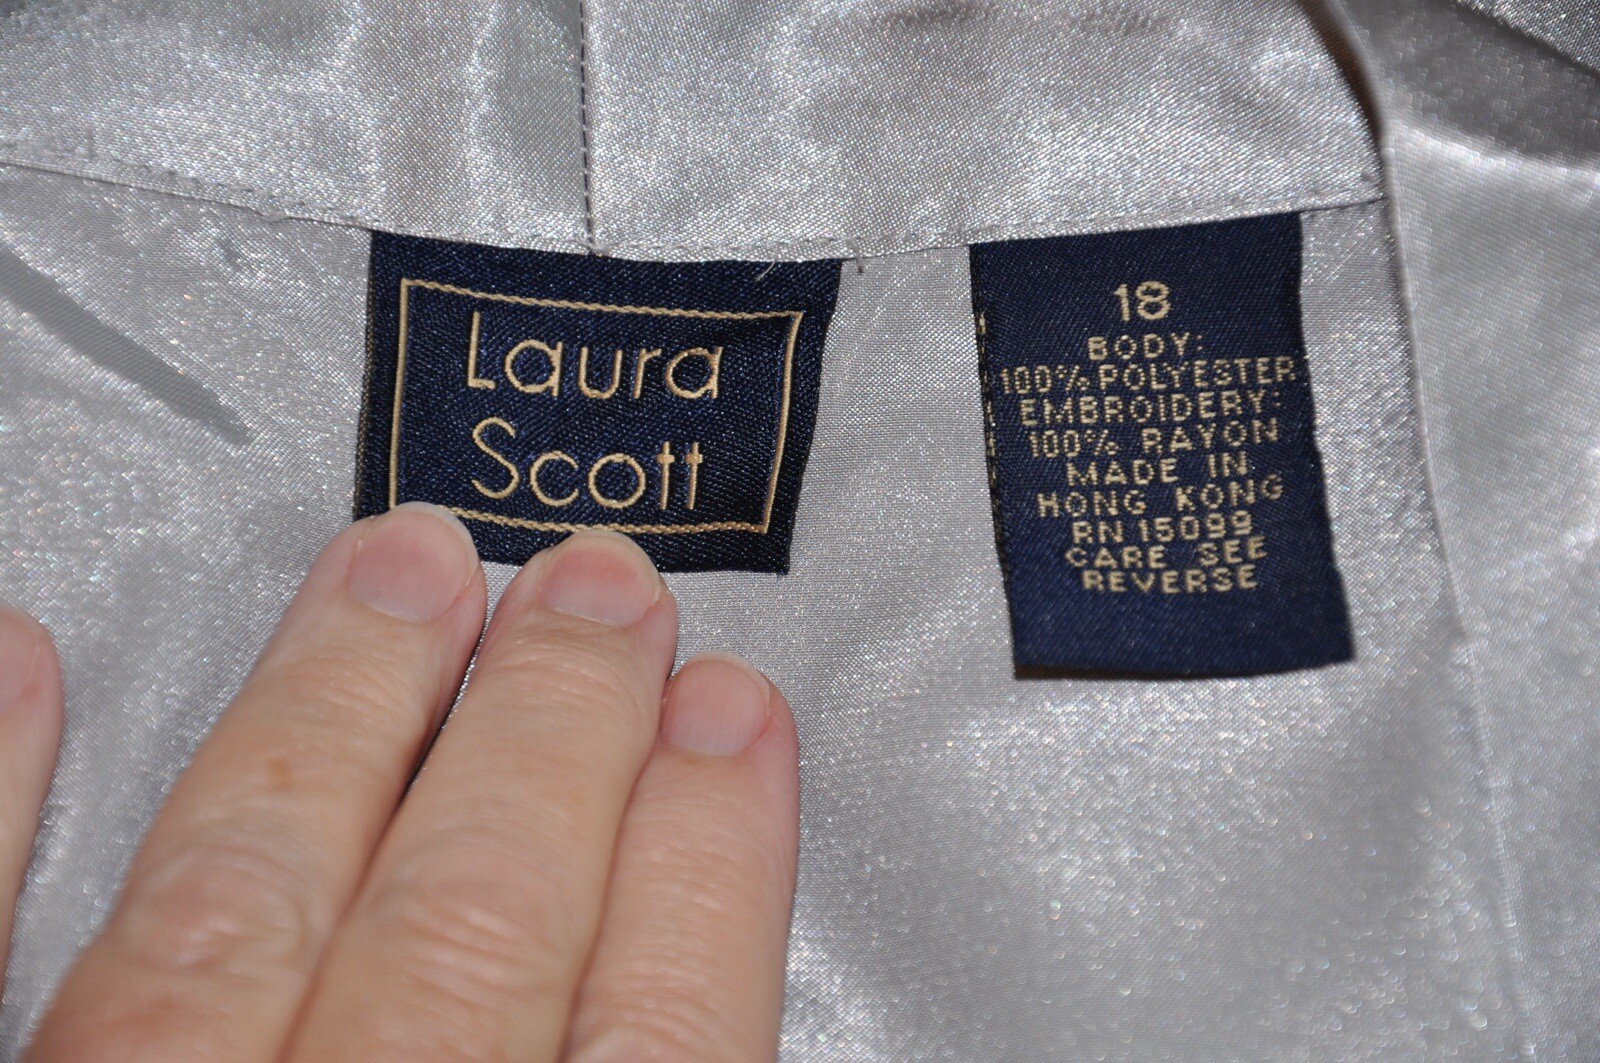 Laura
Scott
18
BODY:
100% POLYESTER
EMBROIDERY:
100% RAYON
MADE IN
HONG KONG
RN 15099
CARE SEE
REVERSE